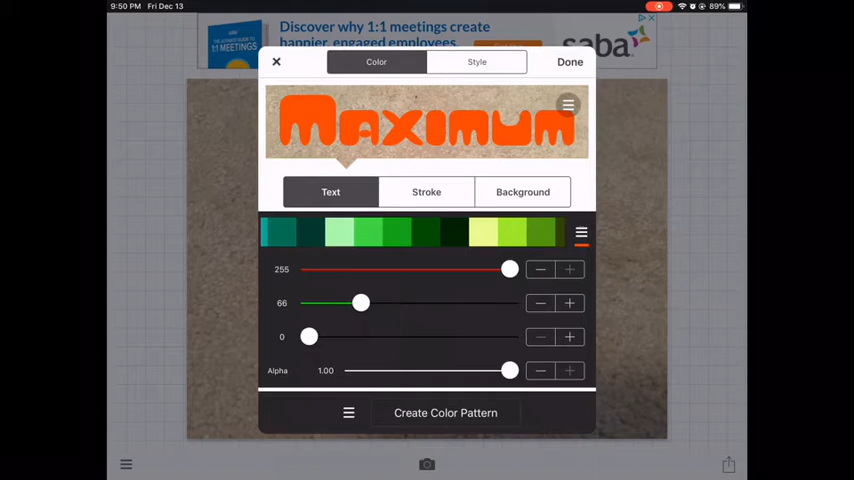 9:50 PM Fri Dec 13
89%
Discover why 1:1 meetings create
happier, engaged employees.
saba
THE ULTIMATE GUIDE TO
1:1 MEETINGS
Color
Style
Done
Maximum
Text
Stroke
Background
255
66
0
Alpha
1.00
Create Color Pattern